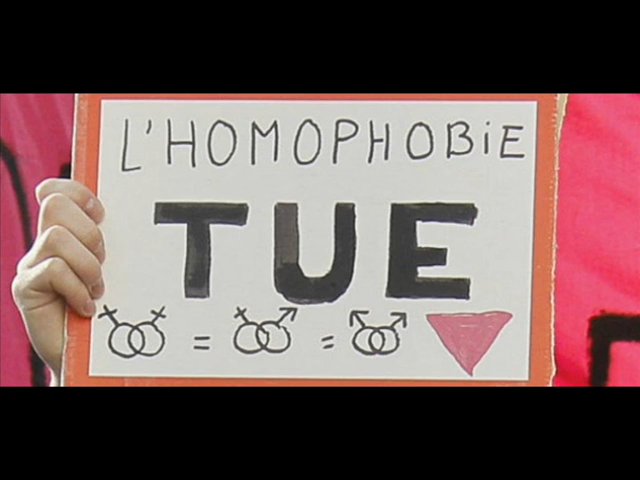 L'HOMOPHOBiE
TUE
⚢ = ⚤ = ⚣